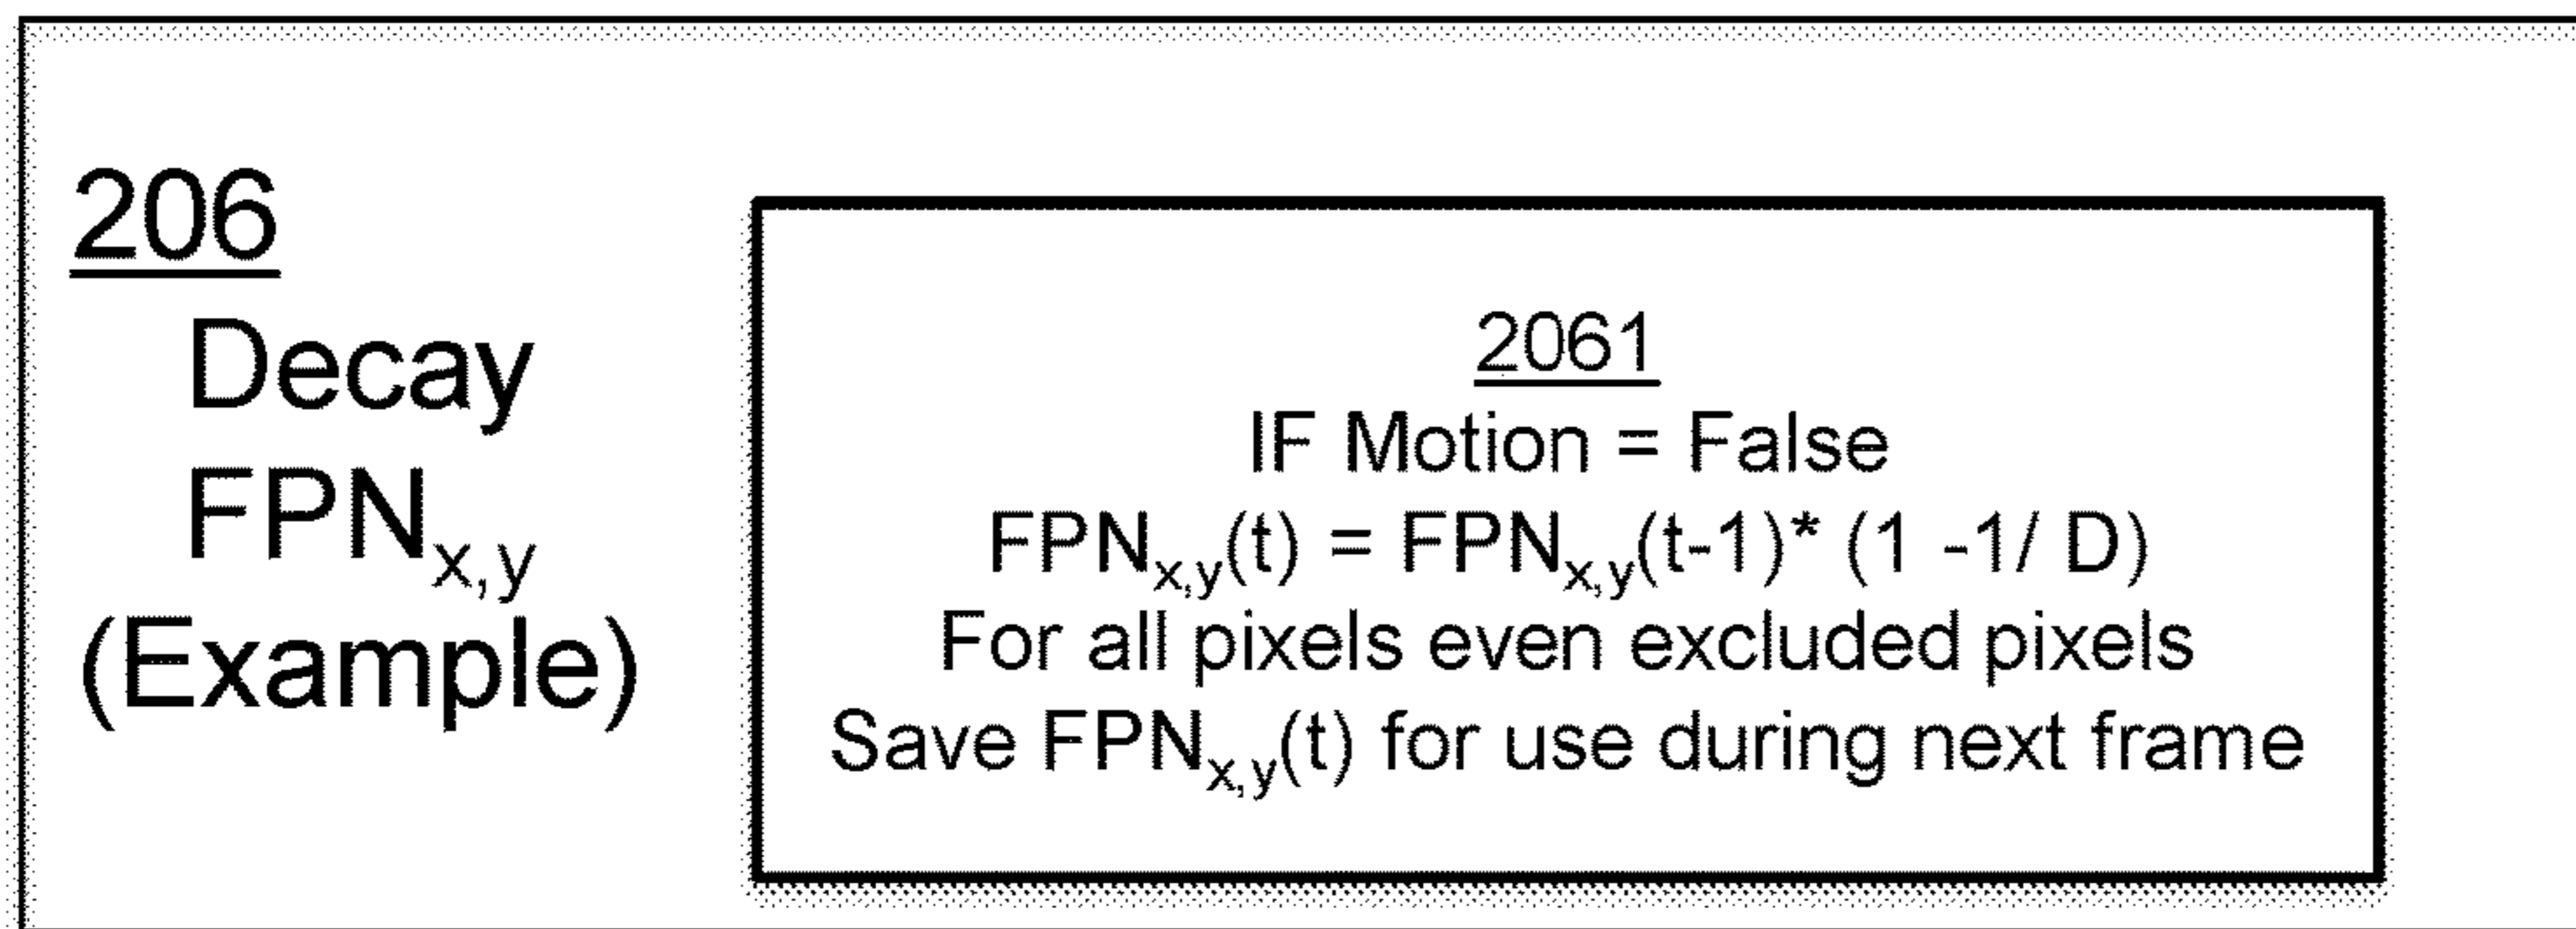 206
Decay
FPNx,y
(Example)
2061
IF Motion = False
FPNx,y(t) = FPNx,y(t-1)* (1 -1/ D)
For all pixels even excluded pixels
Save FPNx,y(t) for use during next frame